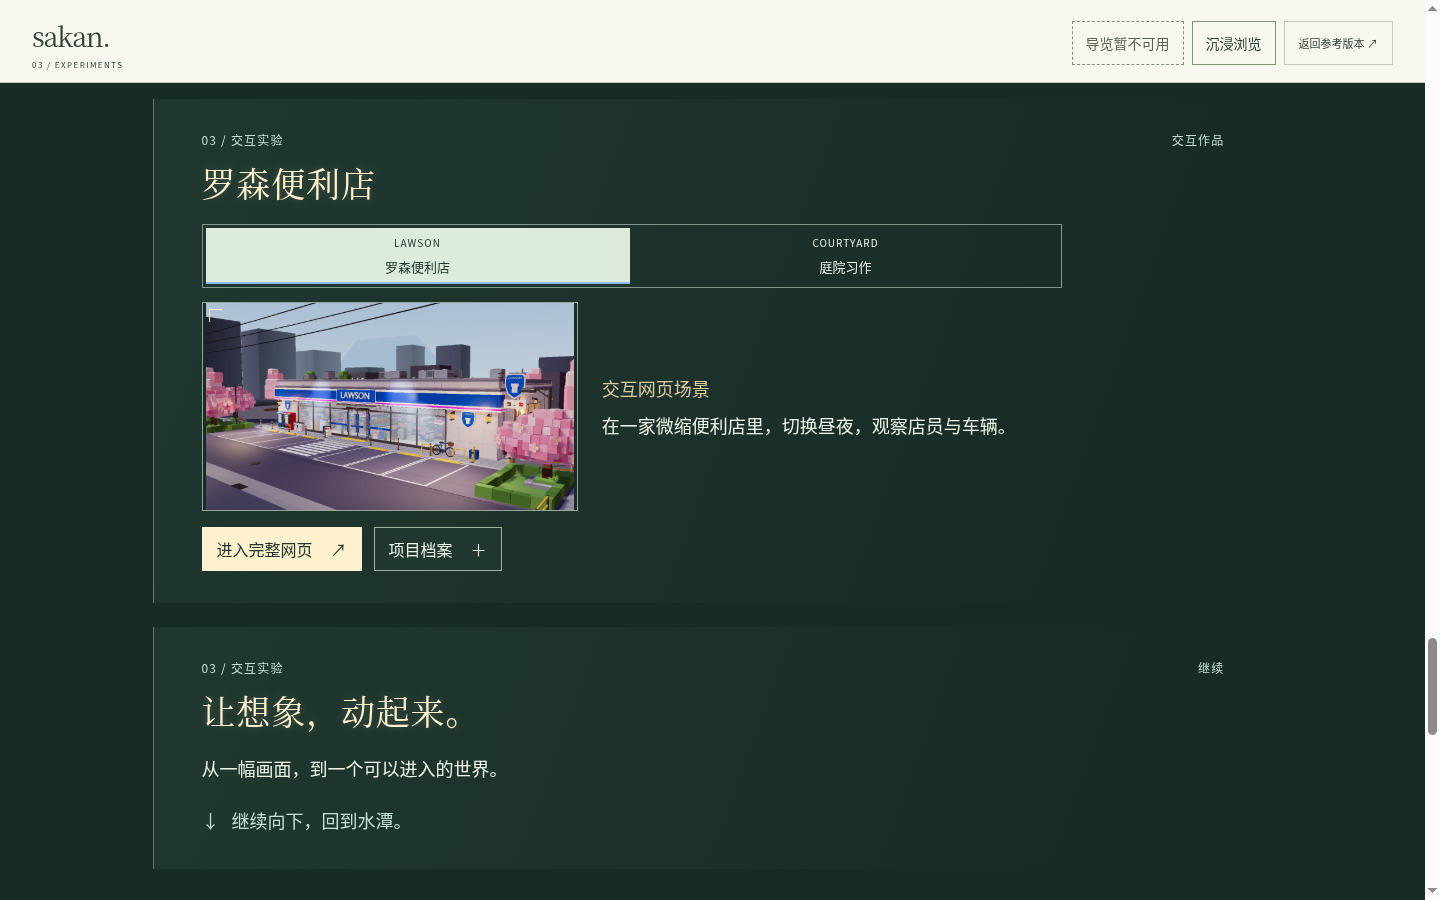 sakan.
03 / EXPERIMENTS
导览暂不可用
沉浸浏览
返回参考版本 ↗
03 / 交互实验
交互作品
罗森便利店
LAWSON
罗森便利店
COURTYARD
庭院习作
LAWSON
交互网页场景
在一家微缩便利店里，切换昼夜，观察店员与车辆。
进入完整网页 ↗
项目档案 ＋
03 / 交互实验
继续
让想象，动起来。
从一幅画面，到一个可以进入的世界。
↓ 继续向下，回到水潭。